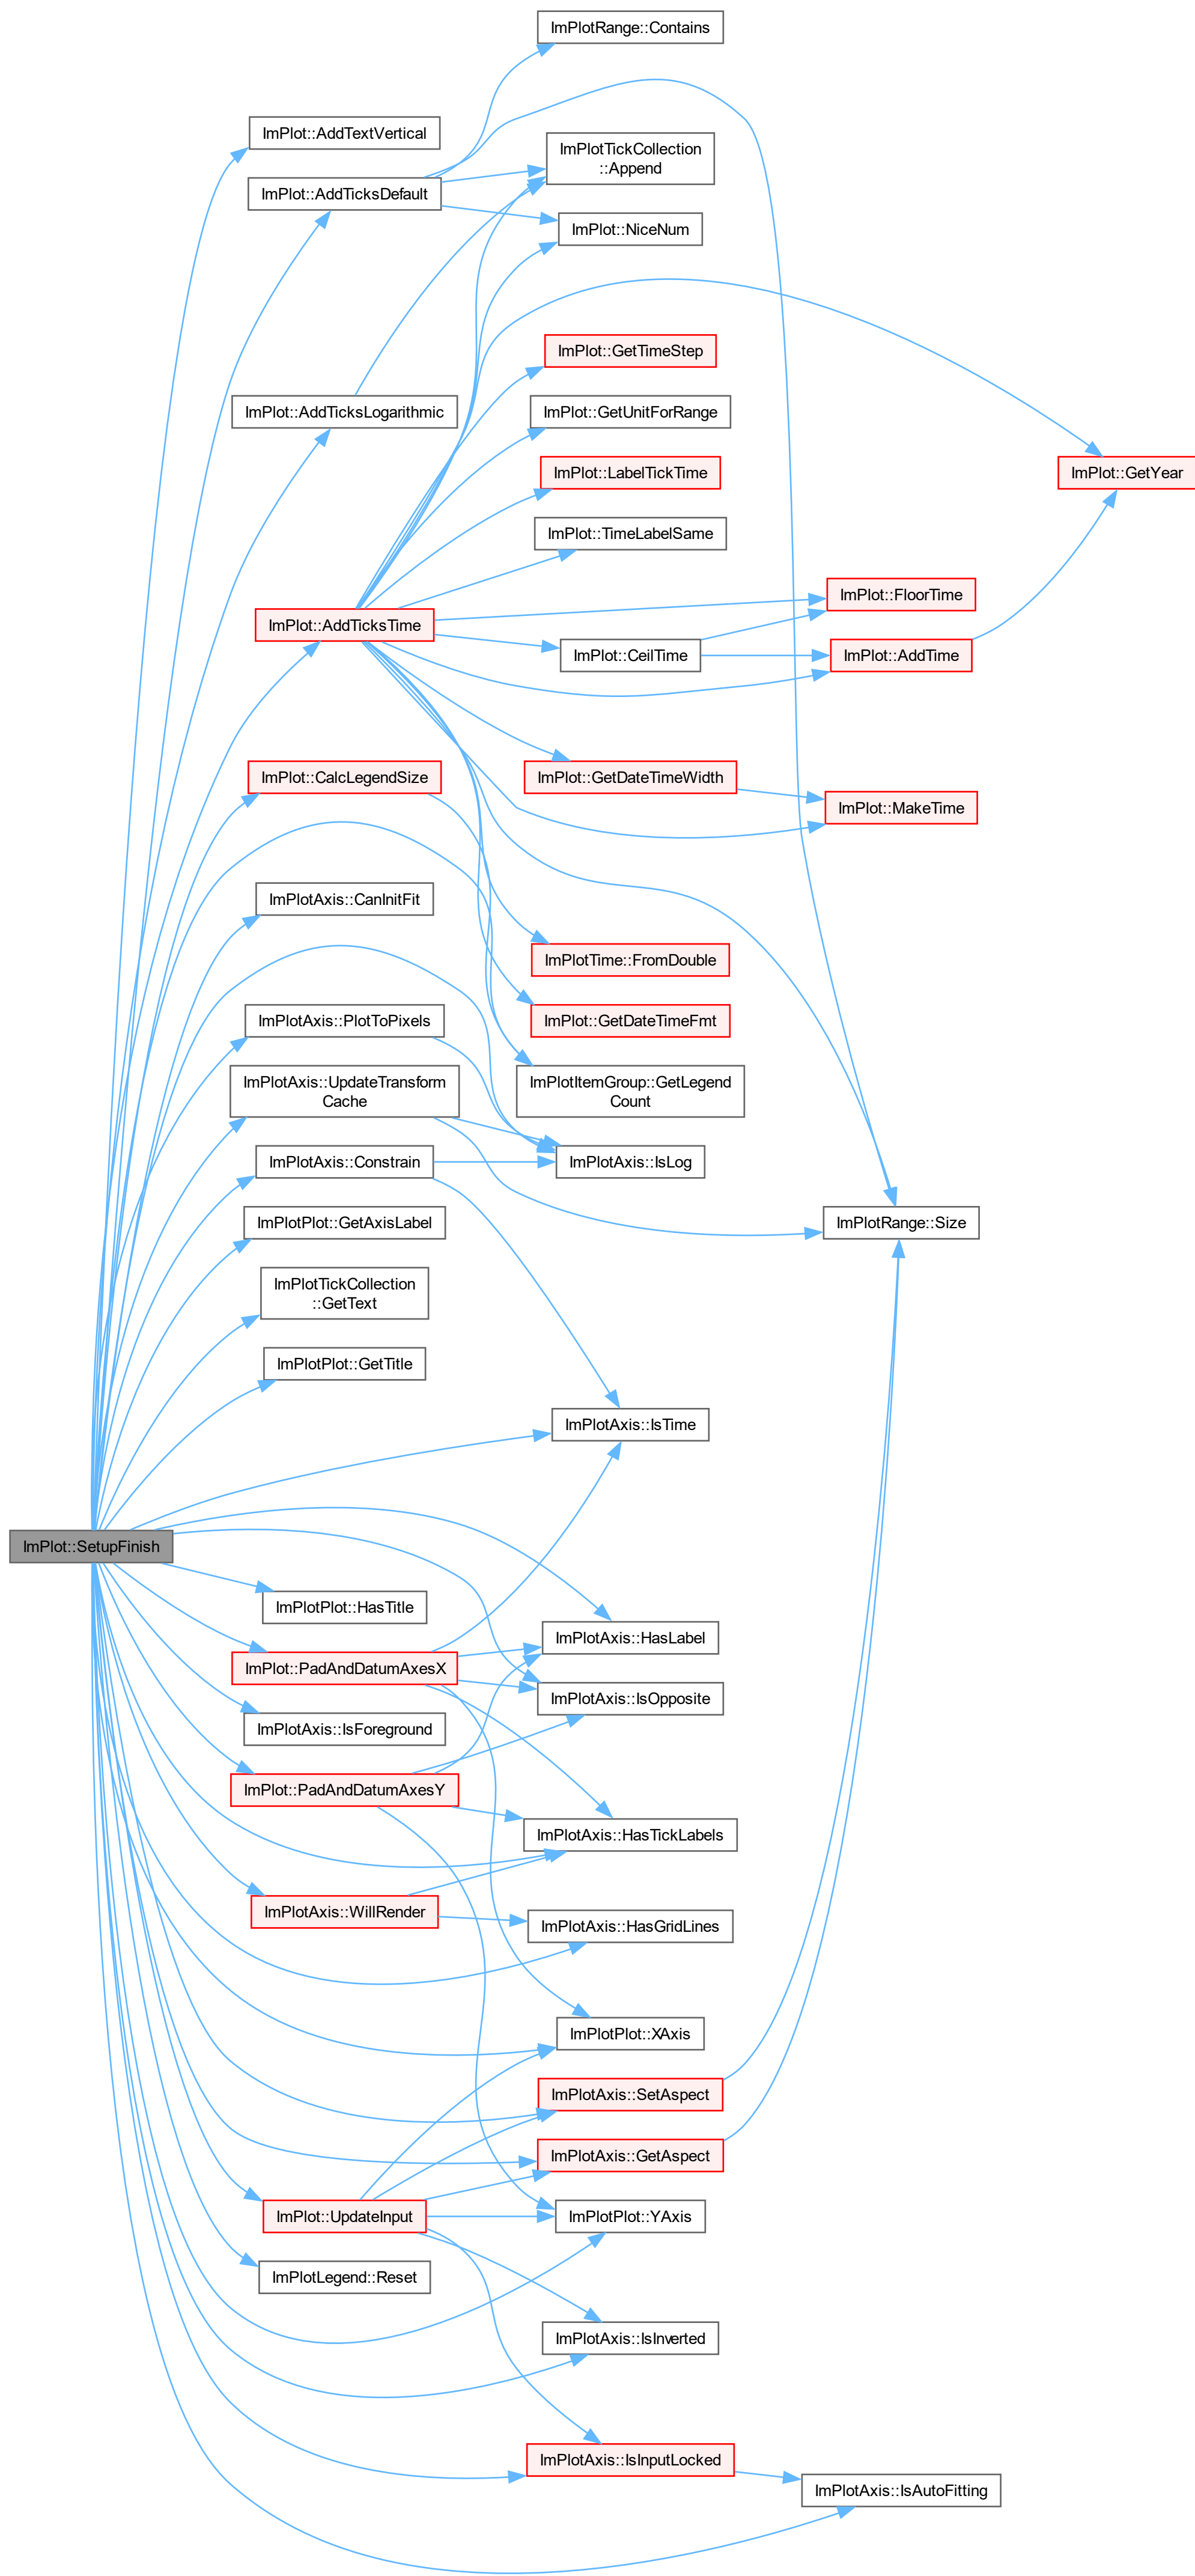 ImPlotRange::Contains
ImPlot::AddTextVertical
ImPlotTickCollection
::Append
ImPlot::AddTicksDefault
ImPlot::NiceNum
ImPlot::GetTimeStep
ImPlot::AddTicksLogarithmic
ImPlot::GetUnitForRange
ImPlot::LabelTickTime
ImPlot::GetYear
ImPlot::TimeLabelSame
ImPlot::FloorTime
ImPlot::AddTicksTime
ImPlot::CeilTime
ImPlot::AddTime
ImPlot::CalcLegendSize
ImPlot::GetDateTimeWidth
ImPlot::MakeTime
ImPlotAxis::CanInitFit
ImPlotTime::FromDouble
ImPlotAxis::PlotToPixels
ImPlot::GetDateTimeFmt
ImPlotAxis::UpdateTransform
Cache
ImPlotItemGroup::GetLegend
Count
ImPlotAxis::Constrain
ImPlotAxis::IsLog
ImPlotPlot::GetAxisLabel
ImPlotRange::Size
ImPlotTickCollection
::GetText
ImPlotPlot::GetTitle
ImPlotAxis::IsTime
ImPlot::SetupFinish
ImPlotPlot::HasTitle
ImPlotAxis::HasLabel
ImPlot::PadAndDatumAxesX
ImPlotAxis::IsOpposite
ImPlotAxis::IsForeground
ImPlot::PadAndDatumAxesY
ImPlotAxis::HasTickLabels
ImPlotAxis::WillRender
ImPlotAxis::HasGridLines
ImPlotPlot::XAxis
ImPlotAxis::SetAspect
ImPlotAxis::GetAspect
ImPlot::UpdateInput
ImPlotPlot::YAxis
ImPlotLegend::Reset
ImPlotAxis::IsInverted
ImPlotAxis::IsInputLocked
ImPlotAxis::IsAutoFitting